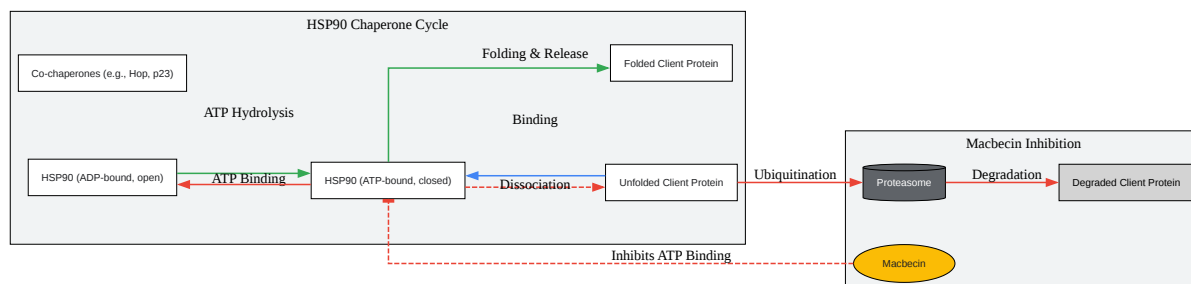 HSP90 Chaperone Cycle
Co-chaperones (e.g., Hop, p23)
Folding & Release
Folded Client Protein
ATP Hydrolysis
Binding
Macbecin Inhibition
HSP90 (ADP-bound, open)
ATP Binding
HSP90 (ATP-bound, closed)
Dissociation
Unfolded Client Protein
Ubiquitination
Proteasome
Degradation
Degraded Client Protein
Inhibits ATP Binding
Macbecin